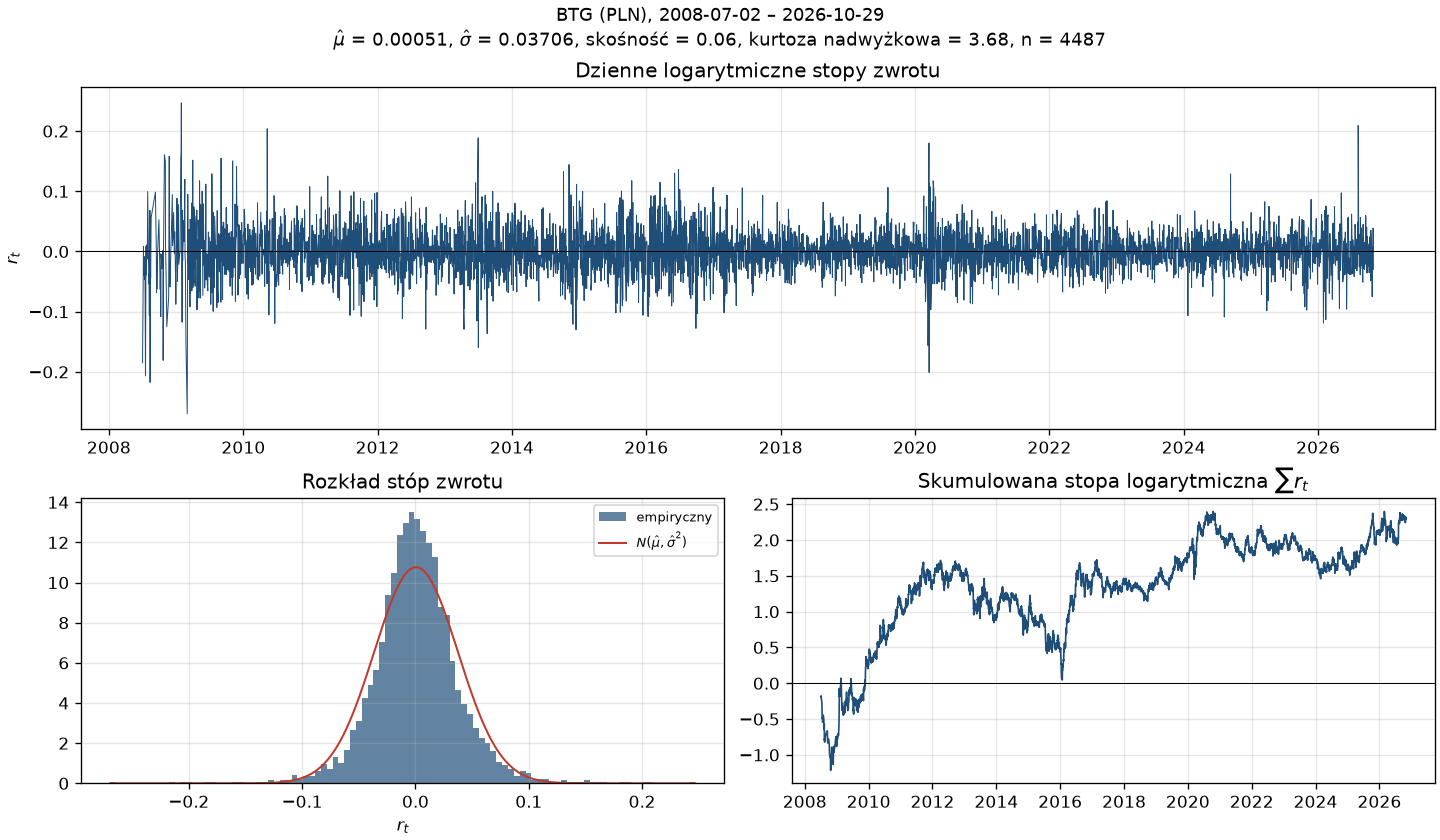 BTG (PLN), 2008-07-02 – 2026-10-29
μ̂ = 0.00051, σ̂ = 0.03706, skośność = 0.06, kurtoza nadwyżkowa = 3.68, n = 4487
Dzienne logarytmiczne stopy zwrotu
0.2
0.1
0.0
−0.1
−0.2
r_t
2008 2010 2012 2014 2016 2018 2020 2022 2024 2026
Rozkład stóp zwrotu
14
12
10
8
6
4
2
0
empiryczny
N(μ̂, σ̂²)
−0.2 −0.1 0.0 0.1 0.2
r_t
Skumulowana stopa logarytmiczna ∑r_t
2.5
2.0
1.5
1.0
0.5
0.0
−0.5
−1.0
2008 2010 2012 2014 2016 2018 2020 2022 2024 2026